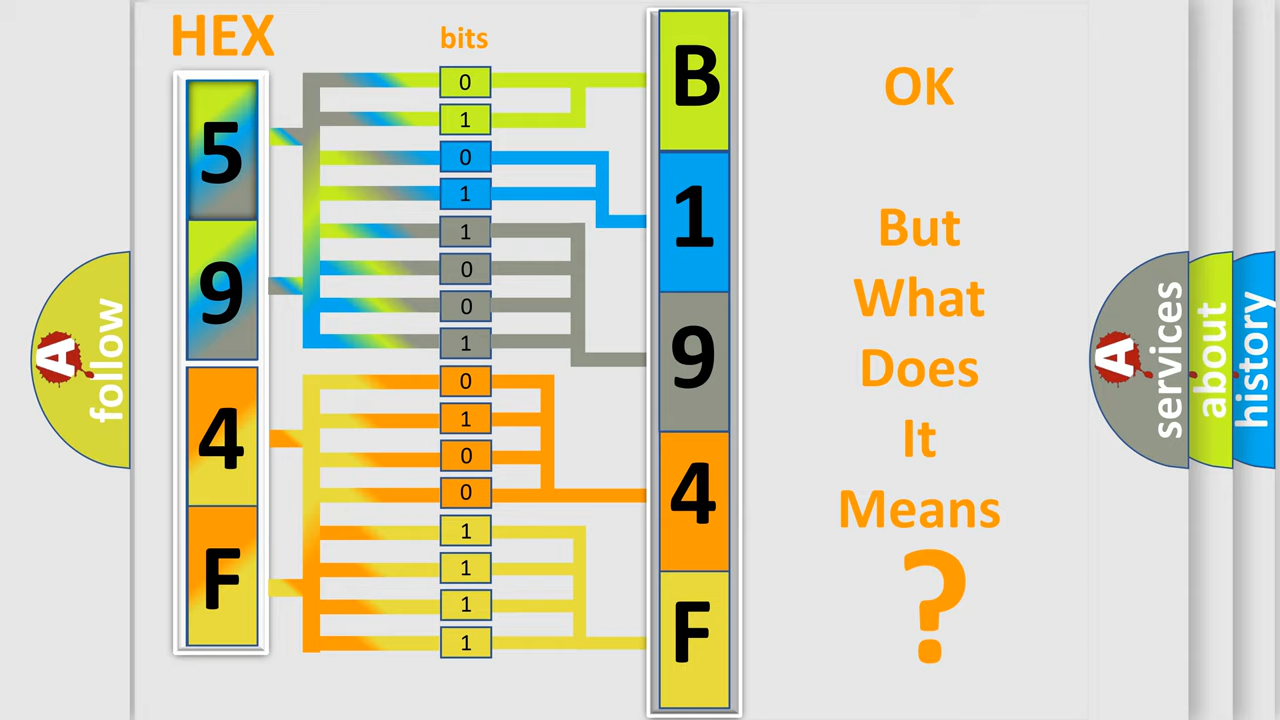 HEX
bits
5
9
4
F
0
1
0
1
1
0
0
1
0
1
0
0
1
1
1
1
B
1
9
4
F
OK
But
What
Does
It
Means
?
A
follow
A
services
about
history